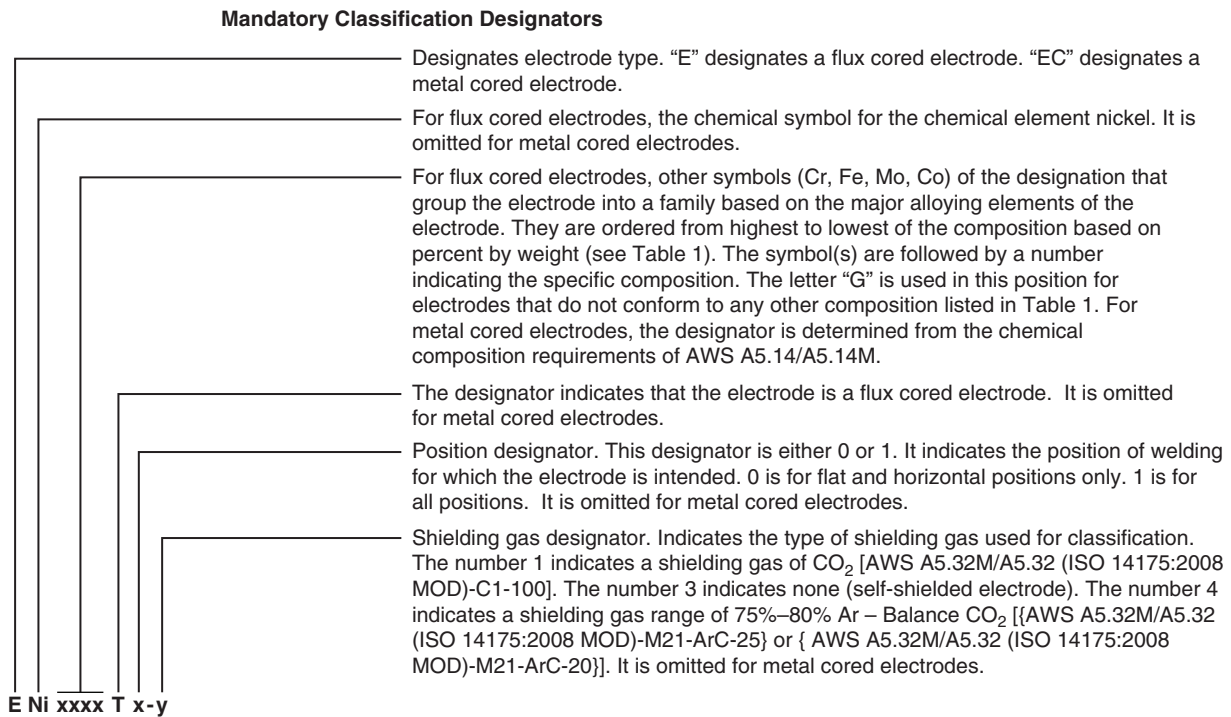 Mandatory Classification Designators
Designates electrode type. “E” designates a flux cored electrode. “EC” designates a
metal cored electrode.
For flux cored electrodes, the chemical symbol for the chemical element nickel. It is
omitted for metal cored electrodes.
For flux cored electrodes, other symbols (Cr, Fe, Mo, Co) of the designation that
group the electrode into a family based on the major alloying elements of the
electrode. They are ordered from highest to lowest of the composition based on
percent by weight (see Table 1). The symbol(s) are followed by a number
indicating the specific composition. The letter “G” is used in this position for
electrodes that do not conform to any other composition listed in Table 1. For
metal cored electrodes, the designator is determined from the chemical
composition requirements of AWS A5.14/A5.14M.
The designator indicates that the electrode is a flux cored electrode.  It is omitted
for metal cored electrodes.
Position designator. This designator is either 0 or 1. It indicates the position of welding
for which the electrode is intended. 0 is for flat and horizontal positions only. 1 is for
all positions.  It is omitted for metal cored electrodes.
Shielding gas designator. Indicates the type of shielding gas used for classification.
The number 1 indicates a shielding gas of CO₂ [AWS A5.32M/A5.32 (ISO 14175:2008
MOD)-C1-100]. The number 3 indicates none (self-shielded electrode). The number 4
indicates a shielding gas range of 75%–80% Ar – Balance CO₂ [{AWS A5.32M/A5.32
(ISO 14175:2008 MOD)-M21-ArC-25} or { AWS A5.32M/A5.32 (ISO 14175:2008
MOD)-M21-ArC-20}]. It is omitted for metal cored electrodes.
E Ni xxxx T x-y